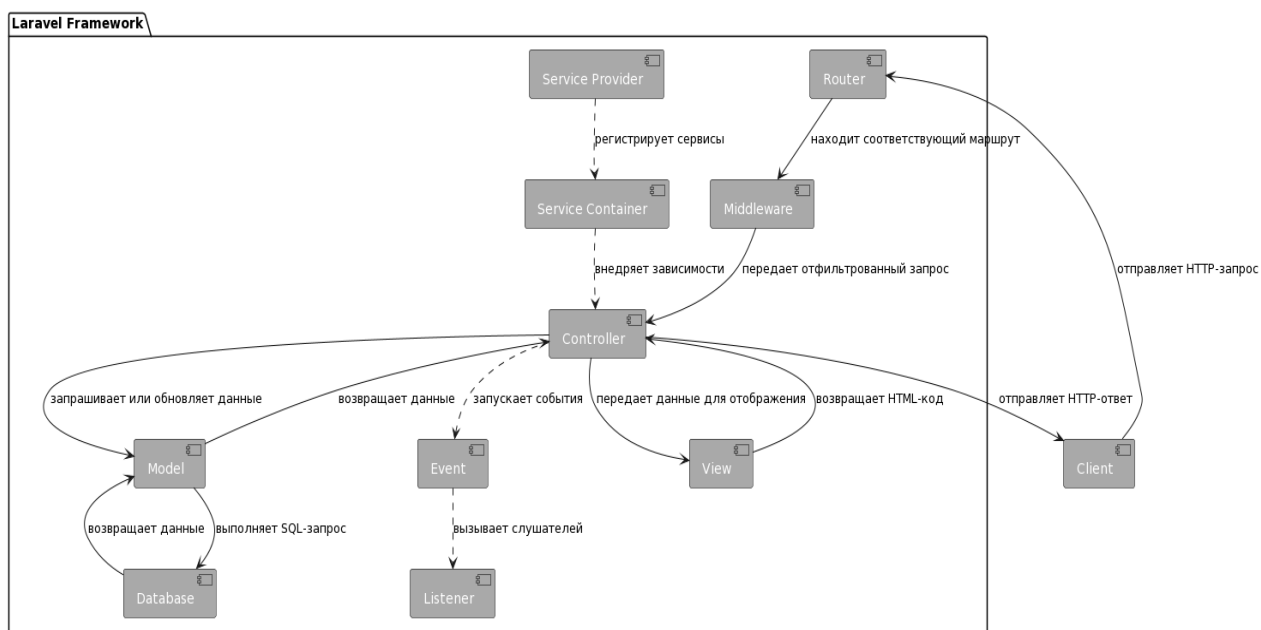 Laravel Framework
Service Provider
Router
регистрирует сервисы
находит соответствующий маршрут
Service Container
Middleware
внедряет зависимости
передает отфильтрованный запрос
отправляет HTTP-запрос
Controller
запрашивает или обновляет данные
возвращает данные
запускает события
передает данные для отображения
возвращает HTML-код
отправляет HTTP-ответ
Model
Event
View
Client
возвращает данные
выполняет SQL-запрос
вызывает слушателей
Database
Listener